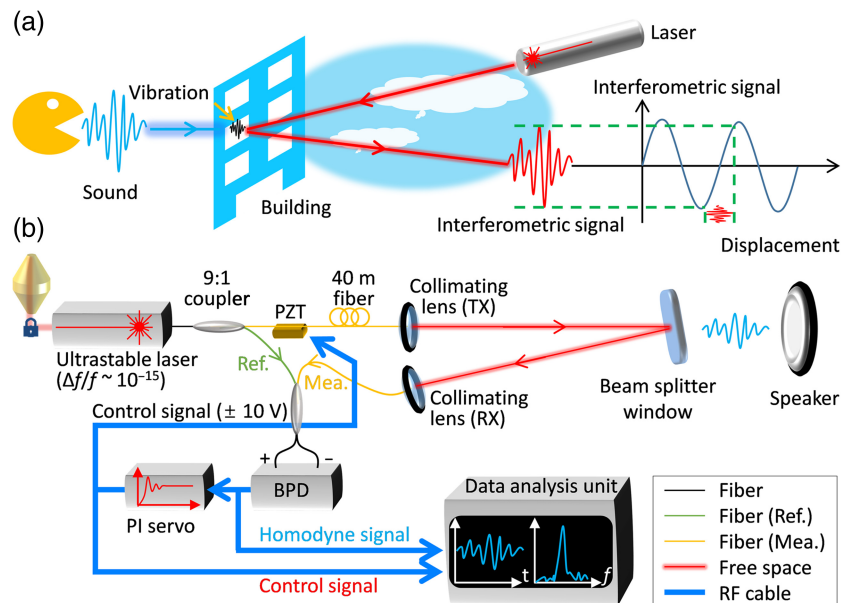 (a)
Laser
Vibration
Interferometric signal
Sound
Building
Interferometric signal
Displacement
(b)
9:1
coupler
PZT
40 m
fiber
Collimating
lens (TX)
Ultrastable laser
(Δf/f ~ 10⁻¹⁵)
Ref.
Mea.
Collimating
lens (RX)
Beam splitter
window
Speaker
Control signal (± 10 V)
+ −
BPD
PI servo
Data analysis unit
t f
Homodyne signal
Control signal
Fiber
Fiber (Ref.)
Fiber (Mea.)
Free space
RF cable